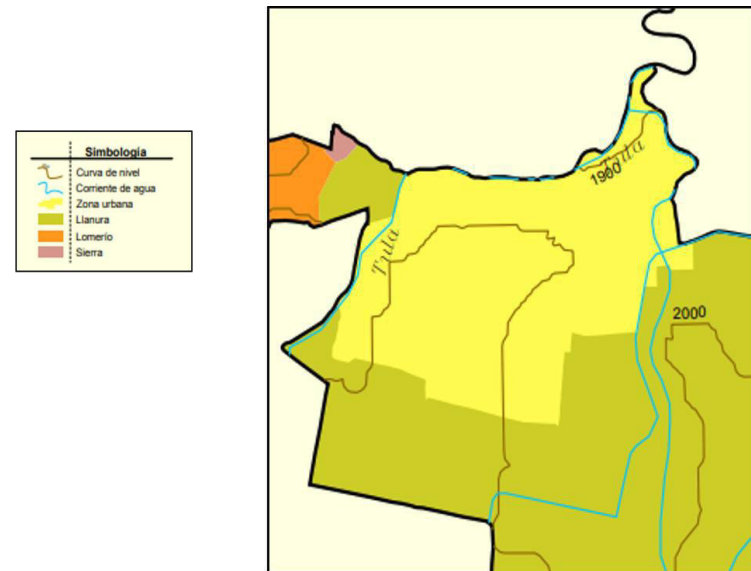 Simbología
Curva de nivel
Corriente de agua
Zona urbana
Llanura
Lomerío
Sierra
Tula
1900
Tula
2000